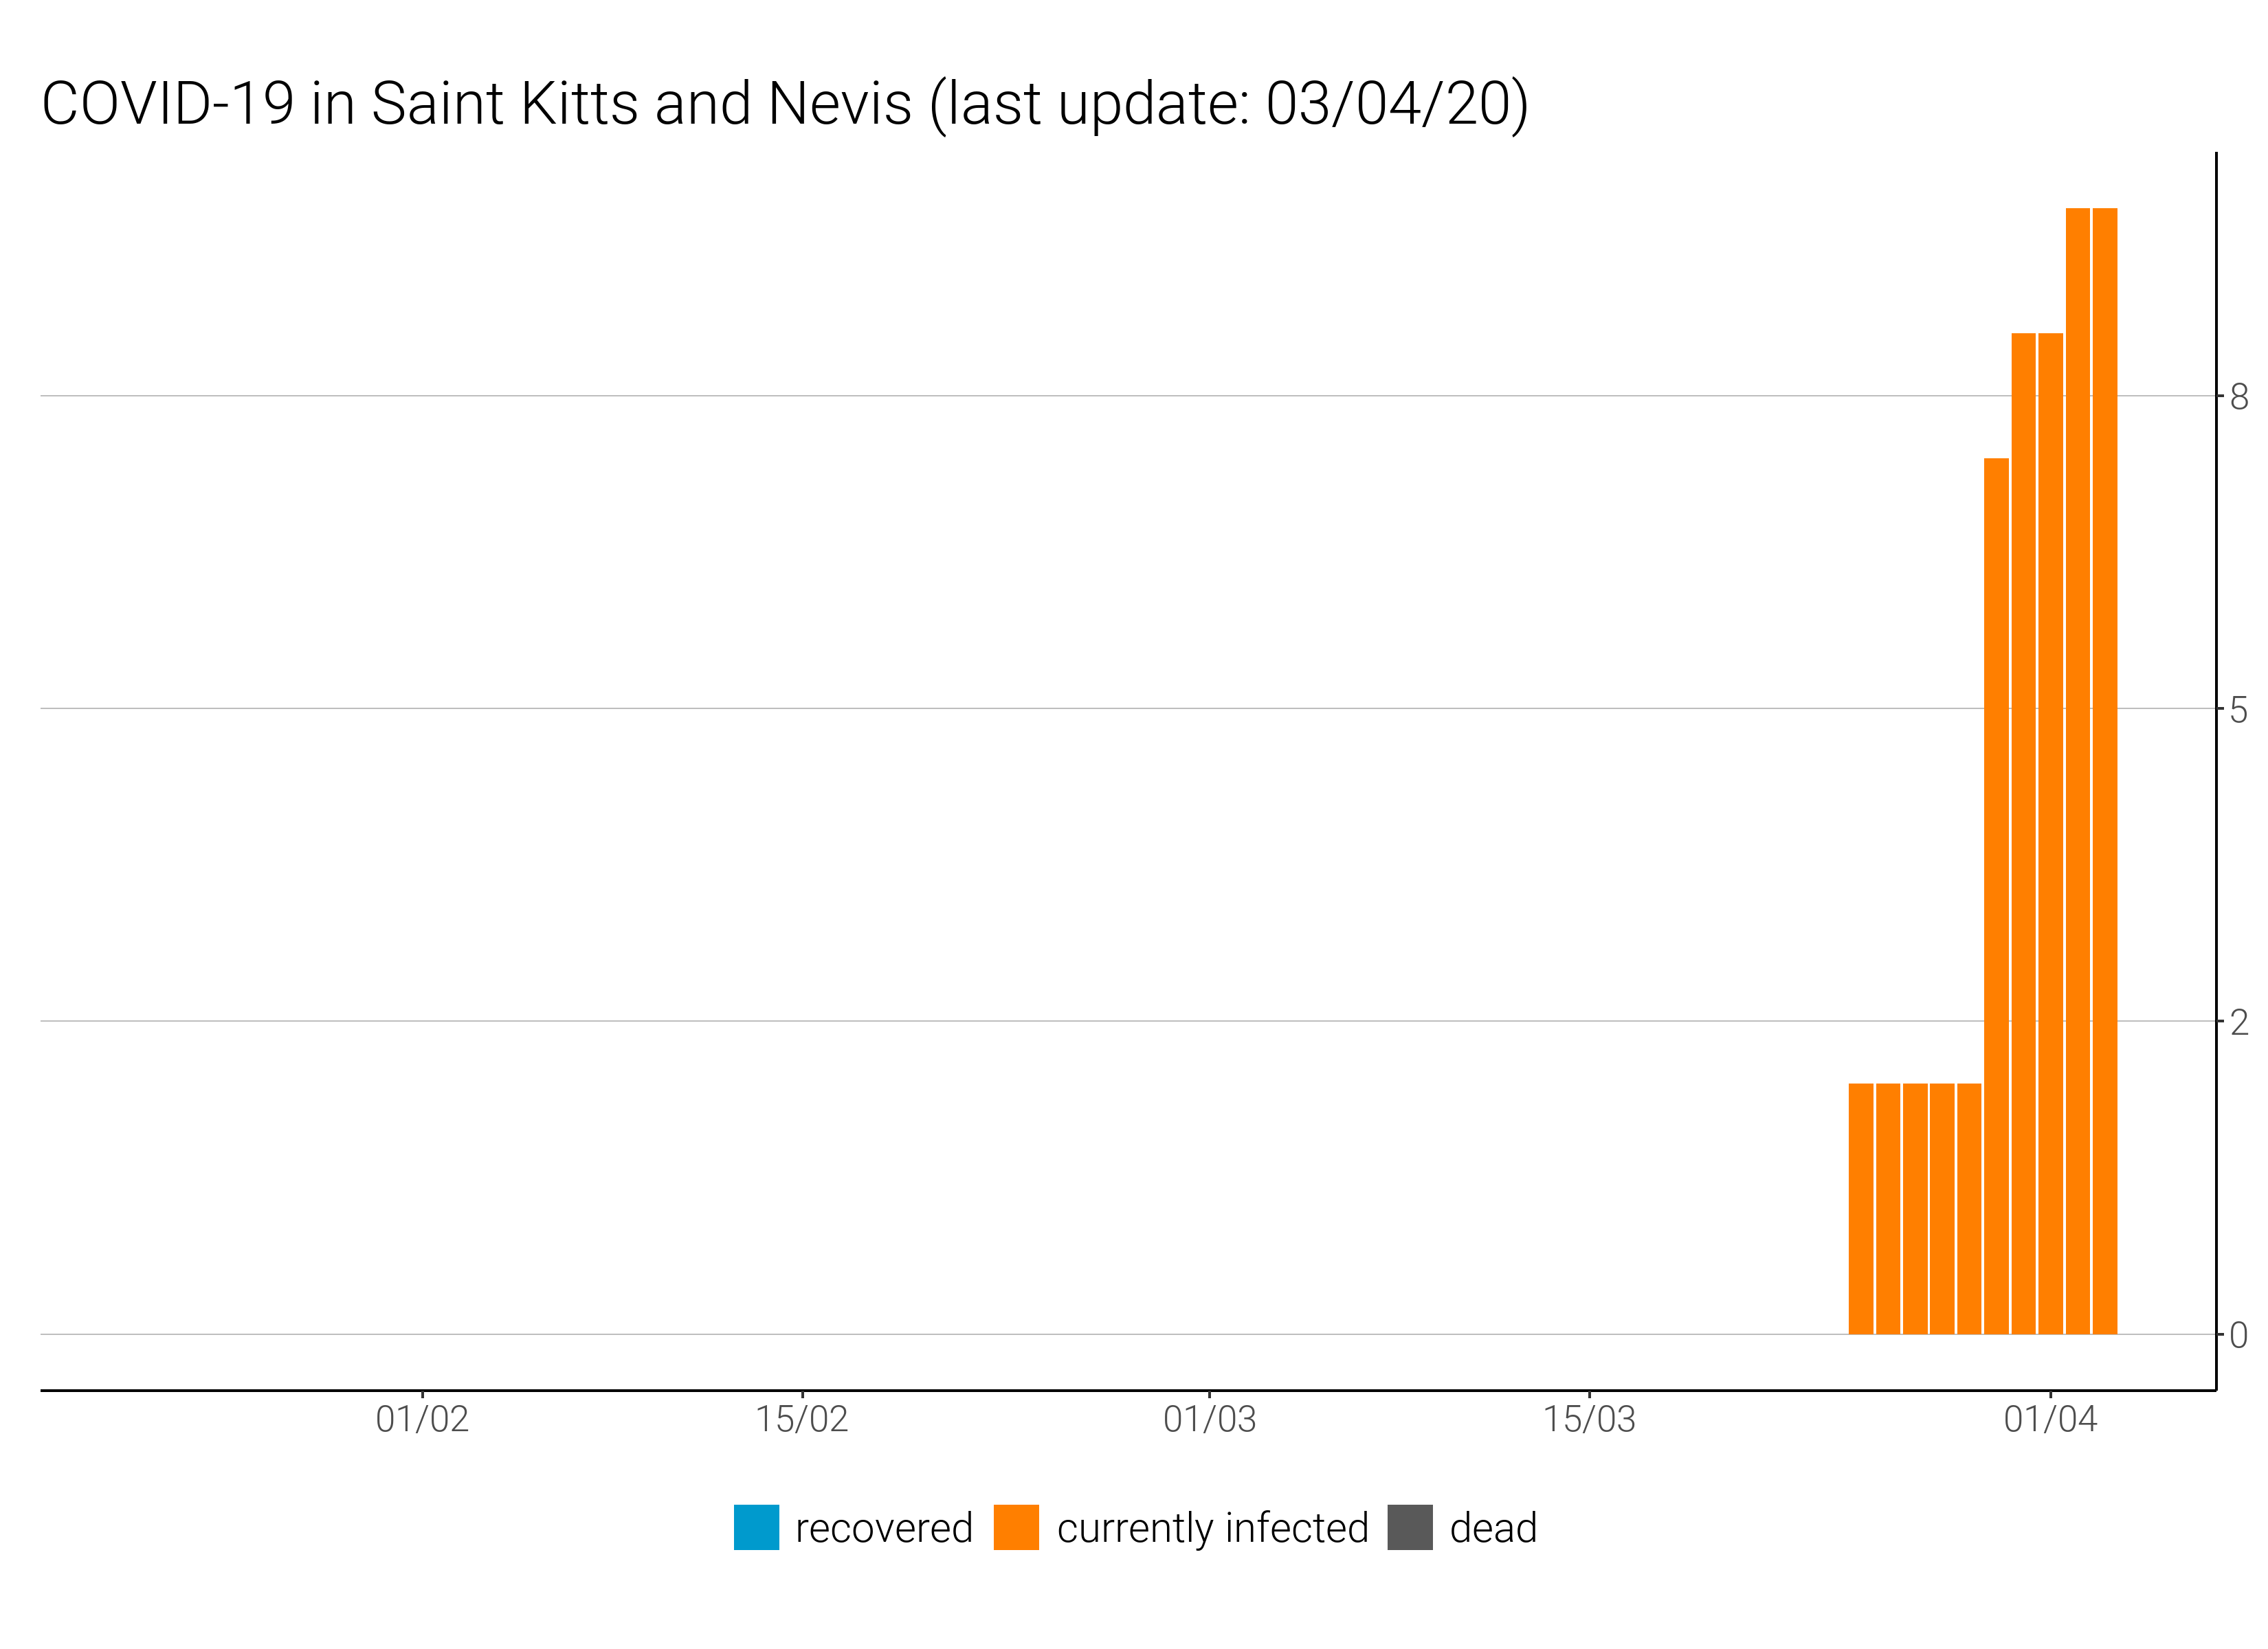 COVID-19 in Saint Kitts and Nevis (last update: 03/04/20)
8
5
2
0
01/02 15/02 01/03 15/03 01/04
recovered currently infected dead